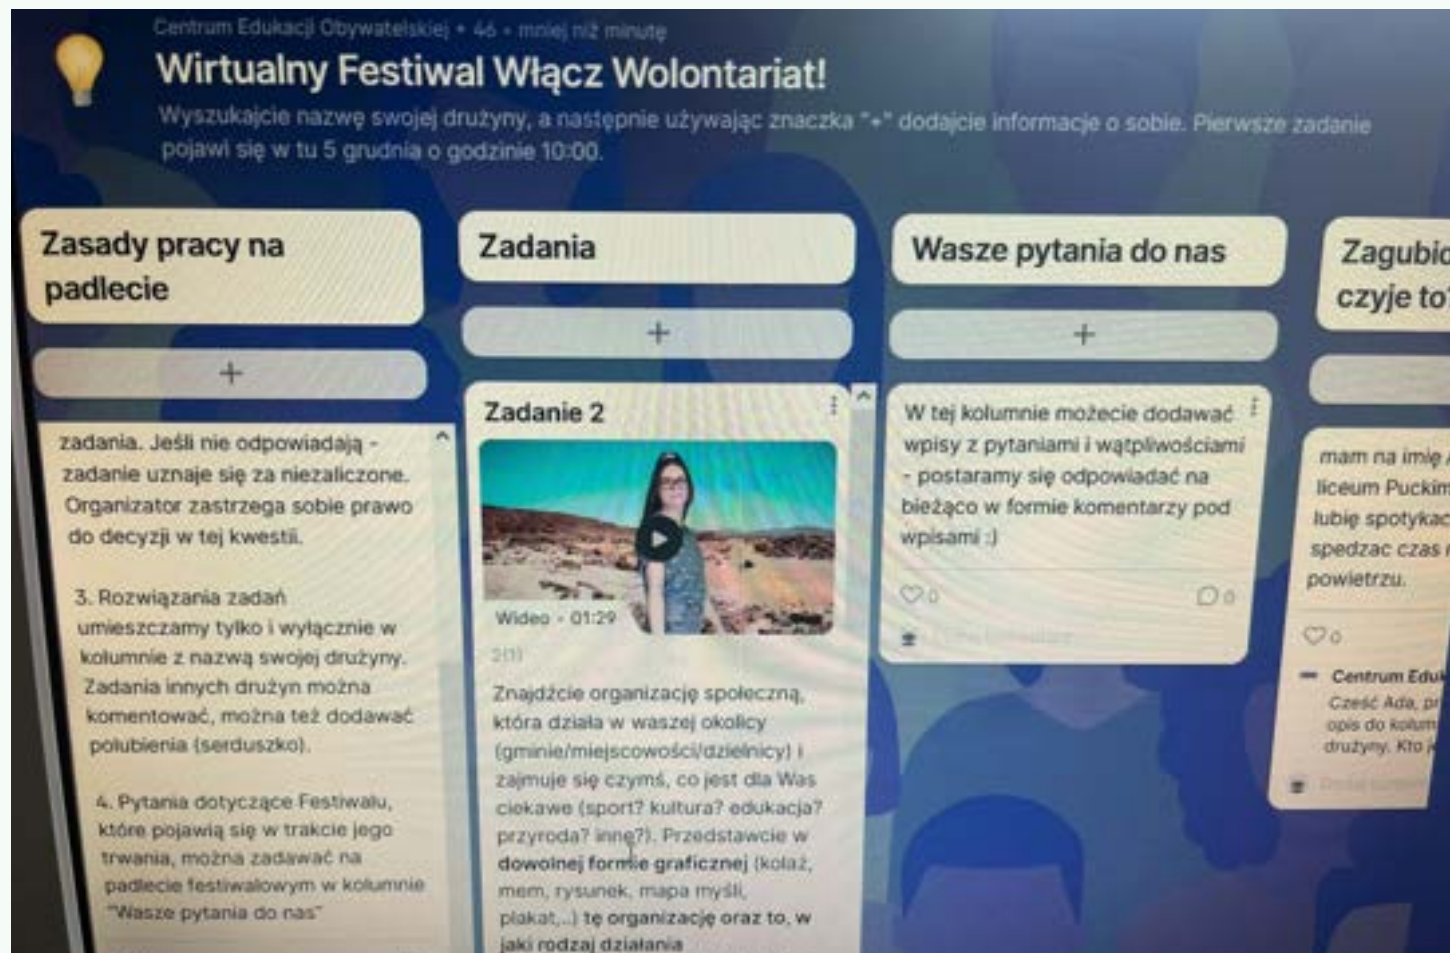 Centrum Edukacji Obywatelskiej • 46 • mniej niż minutę
Wirtualny Festiwal Włącz Wolontariat!
Wyszukajcie nazwę swojej drużyny, a następnie używając znaczka "+" dodajcie informacje o sobie. Pierwsze zadanie
pojawi się w tu 5 grudnia o godzinie 10:00.
Zasady pracy na
padlecie
+
zadania. Jeśli nie odpowiadają -
zadanie uznaje się za niezaliczone.
Organizator zastrzega sobie prawo
do decyzji w tej kwestii.
3. Rozwiązania zadań
umieszczamy tylko i wyłącznie w
kolumnie z nazwą swojej drużyny.
Zadania innych drużyn można
komentować, można też dodawać
polubienia (serduszko).
4. Pytania dotyczące Festiwalu,
które pojawią się w trakcie jego
trwania, można zadawać na
padlecie festiwalowym w kolumnie
"Wasze pytania do nas"
Zadania
+
Zadanie 2
Wideo • 01:29
2(1)
Znajdźcie organizację społeczną,
która działa w waszej okolicy
(gminie/miejscowości/dzielnicy) i
zajmuje się czymś, co jest dla Was
ciekawe (sport? kultura? edukacja?
przyroda? inne?). Przedstawcie w
dowolnej formie graficznej (kolaż,
mem, rysunek, mapa myśli,
plakat,..) tę organizację oraz to, w
jaki rodzaj działania
Wasze pytania do nas
+
W tej kolumnie możecie dodawać
wpisy z pytaniami i wątpliwościami
- postaramy się odpowiadać na
bieżąco w formie komentarzy pod
wpisami :)
0
0
Zagubio
czyje to?
mam na imię A
liceum Puckim
lubię spotykac
spedzac czas n
powietrzu.
0
Centrum Eduk
Cześć Ada, pr
opis do kolum
drużyny. Kto je